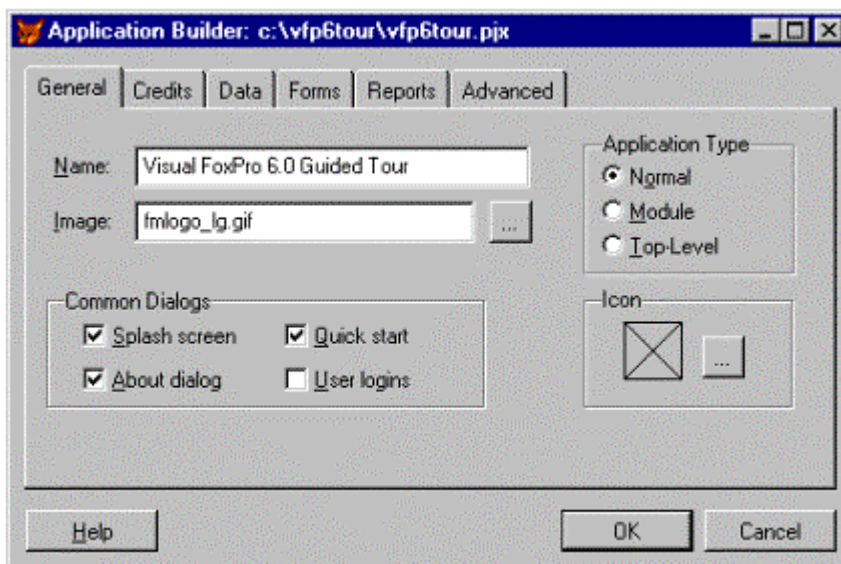 Application Builder: c:\vfp6tour\vfp6tour.pjx
General Credits Data Forms Reports Advanced
Name: Visual FoxPro 6.0 Guided Tour
Image: fmlogo_lg.gif ...
Application Type
Normal
Module
Top-Level
Common Dialogs
Splash screen Quick start
About dialog User logins
Icon
...
Help OK Cancel